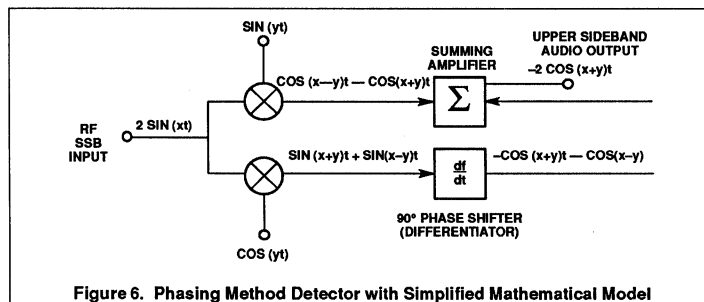 SIN (yt)
SUMMING
AMPLIFIER
UPPER SIDEBAND
AUDIO OUTPUT
–2 COS (x+y)t
COS (x—y)t — COS(x+y)t
Σ
RF
SSB
INPUT
2 SIN (xt)
SIN (x+y)t + SIN(x–y)t
df
dt
–COS (x+y)t — COS(x–y)
90° PHASE SHIFTER
(DIFFERENTIATOR)
COS (yt)
Figure 6. Phasing Method Detector with Simplified Mathematical Model